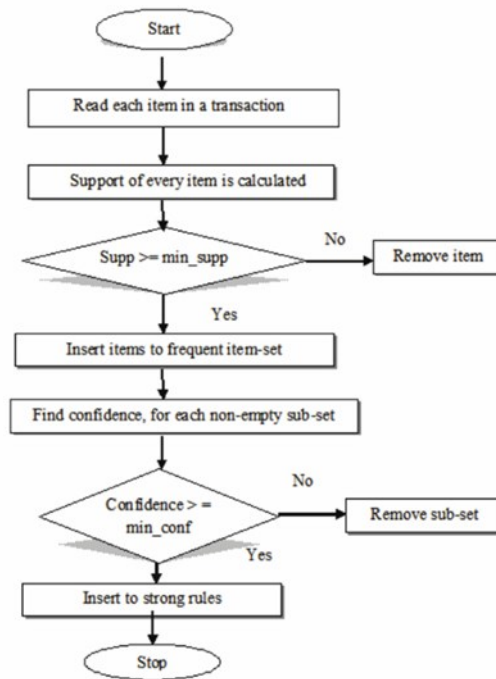 Start
Read each item in a transaction
Support of every item is calculated
Supp >= min_supp
No
Remove item
Yes
Insert items to frequent item-set
Find confidence, for each non-empty sub-set
No
Confidence > =
min_conf
Remove sub-set
Yes
Insert to strong rules
Stop